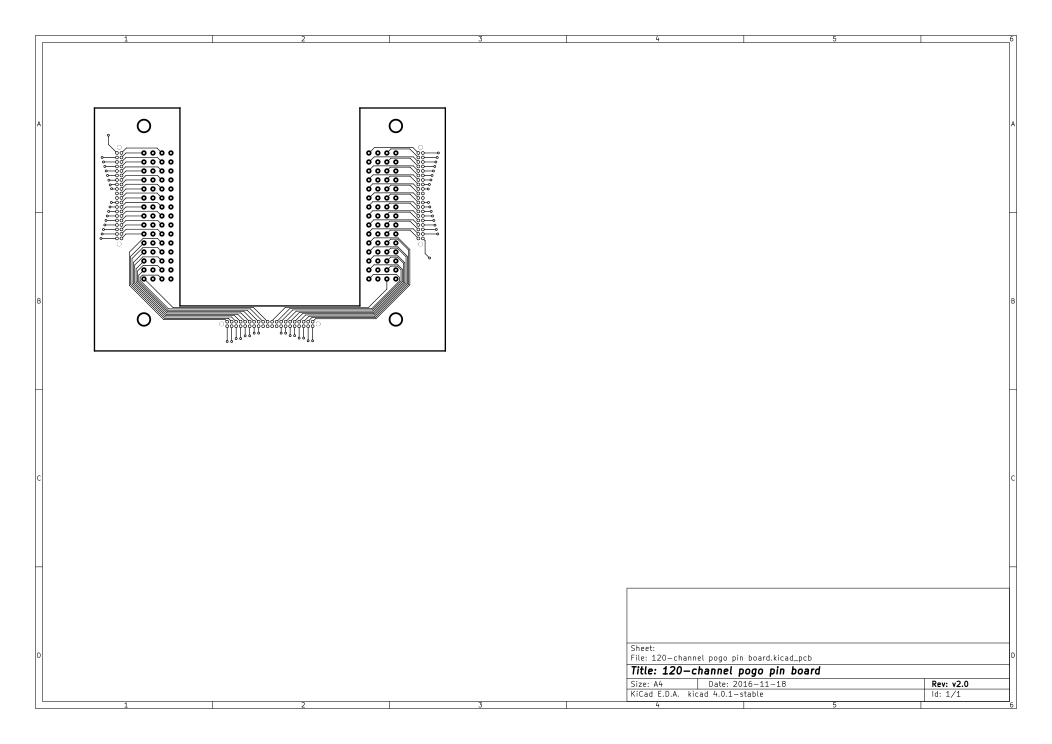 1 2 3 4 5 6
A A
B B
C C
D D
Sheet:
File: 120-channel pogo pin board.kicad_pcb
Title: 120-channel pogo pin board
Size: A4 Date: 2016-11-18 Rev: v2.0
KiCad E.D.A. kicad 4.0.1-stable Id: 1/1
1 2 3 4 5 6